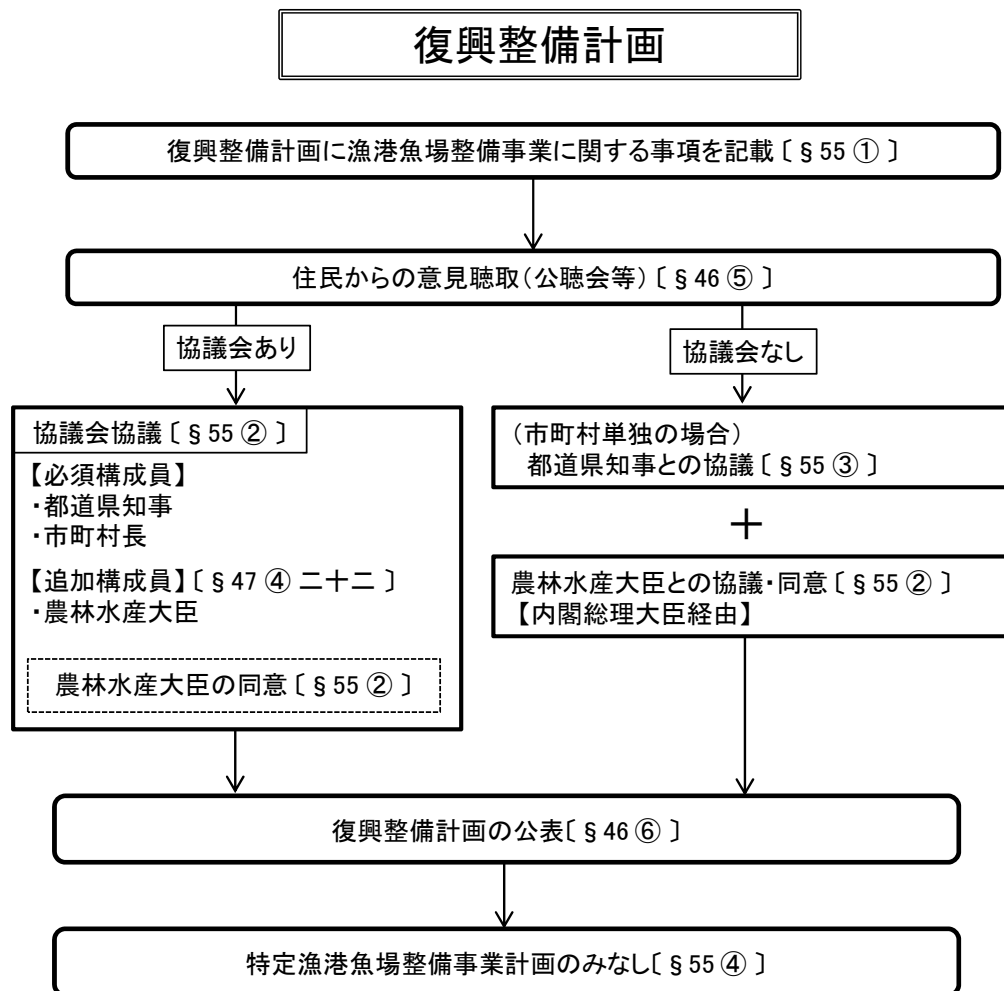 復興整備計画
復興整備計画に漁港魚場整備事業に関する事項を記載〔§55①〕
住民からの意見聴取(公聴会等)〔§46⑤〕
協議会あり
協議会なし
協議会協議〔§55②〕
【必須構成員】
・都道県知事
・市町村長
【追加構成員】〔§47④二十二〕
・農林水産大臣
農林水産大臣の同意〔§55②〕
(市町村単独の場合)
都道県知事との協議〔§55③〕
+
農林水産大臣との協議・同意〔§55②〕
【内閣総理大臣経由】
復興整備計画の公表〔§46⑥〕
特定漁港魚場整備事業計画のみなし〔§55④〕